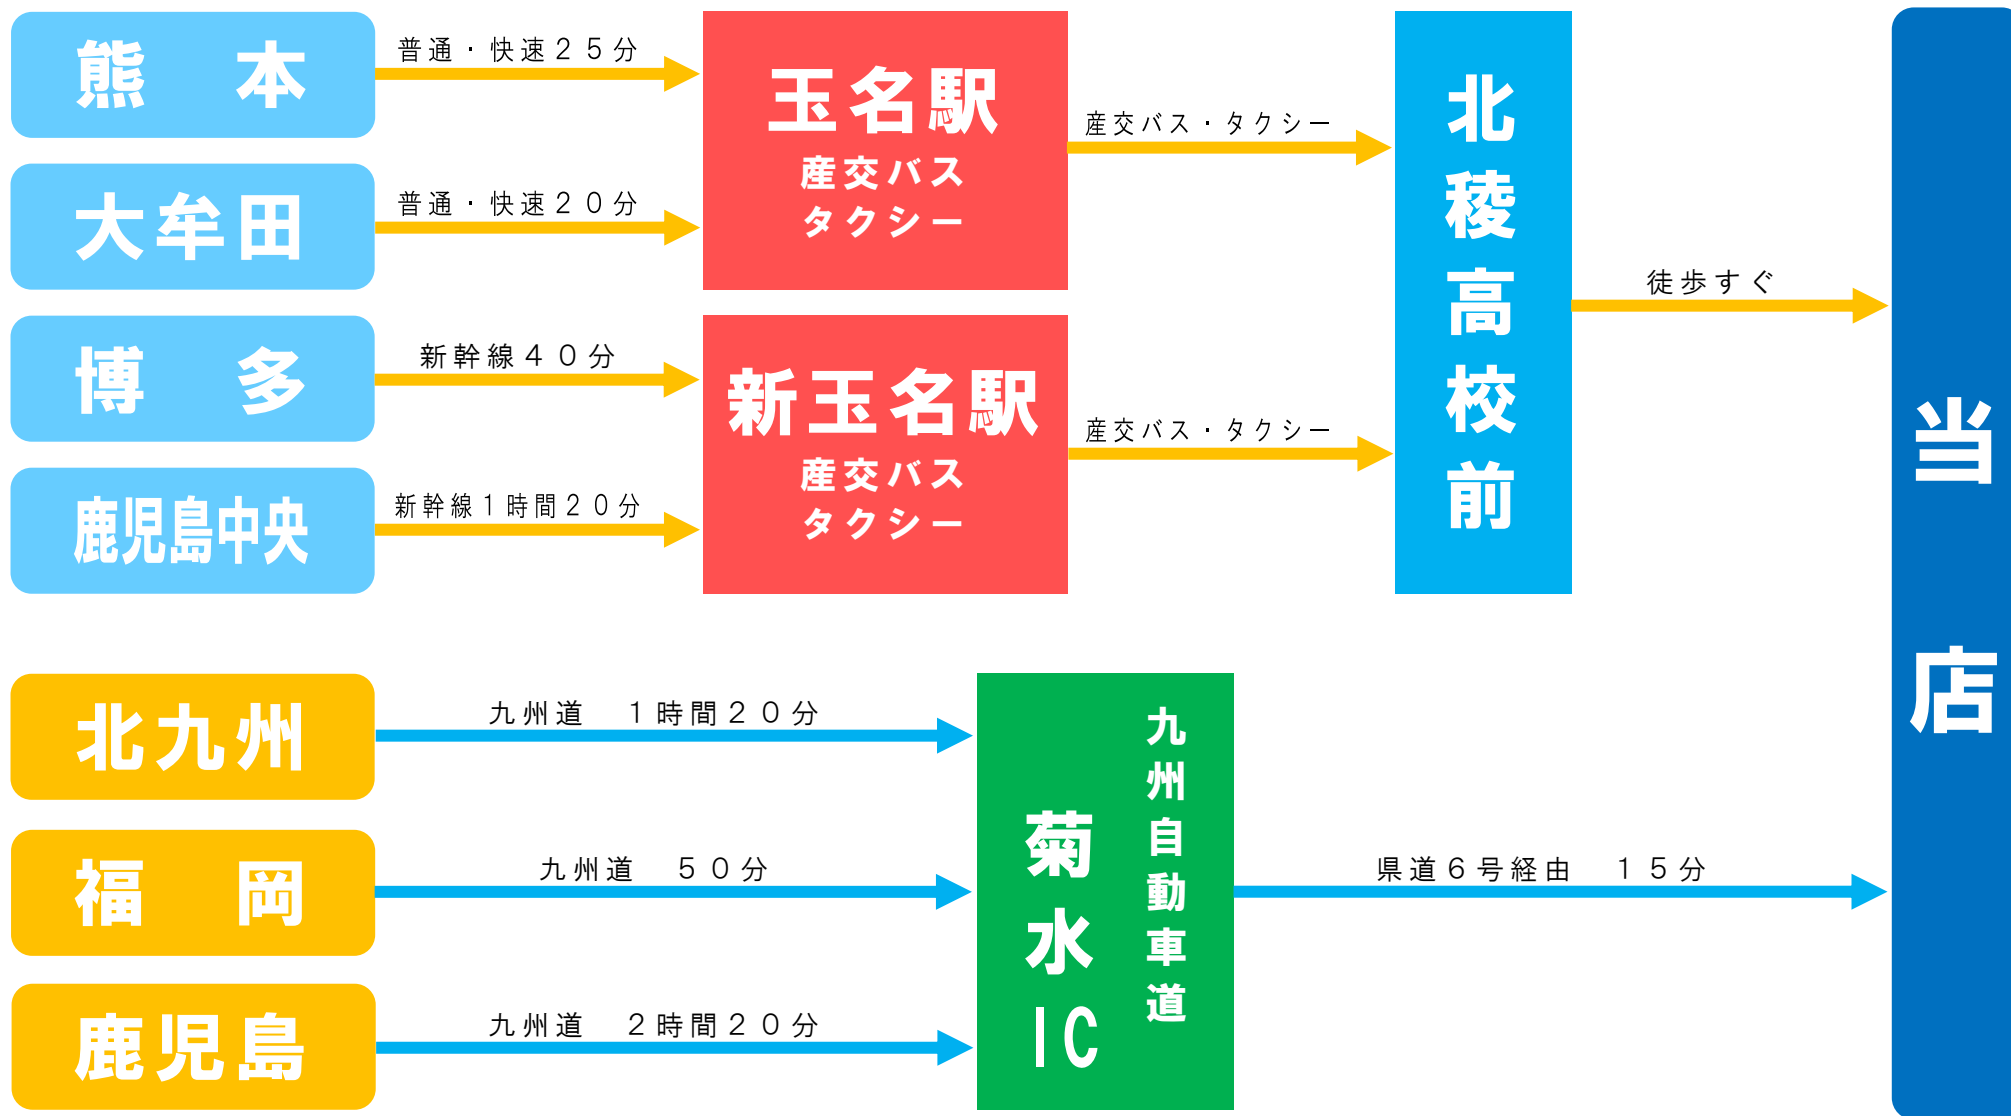 熊　本
普通・快速２５分
大牟田
普通・快速２０分
玉名駅
産交バス
タクシー
産交バス・タクシー
博　多
新幹線４０分
鹿児島中央
新幹線１時間２０分
新玉名駅
産交バス
タクシー
産交バス・タクシー
北稜高校前
徒歩すぐ
当店
北九州
九州道　１時間２０分
福　岡
九州道　５０分
鹿児島
九州道　２時間２０分
九州自動車道
菊水IC
県道６号経由　１５分